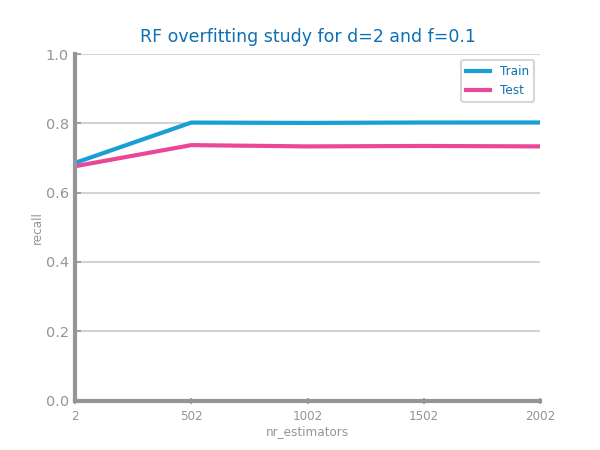 RF overfitting study for d=2 and f=0.1
1.0
Train
Test
0.8
0.6
recall
0.4
0.2
0.0
2 502 1002 1502 2002
nr_estimators